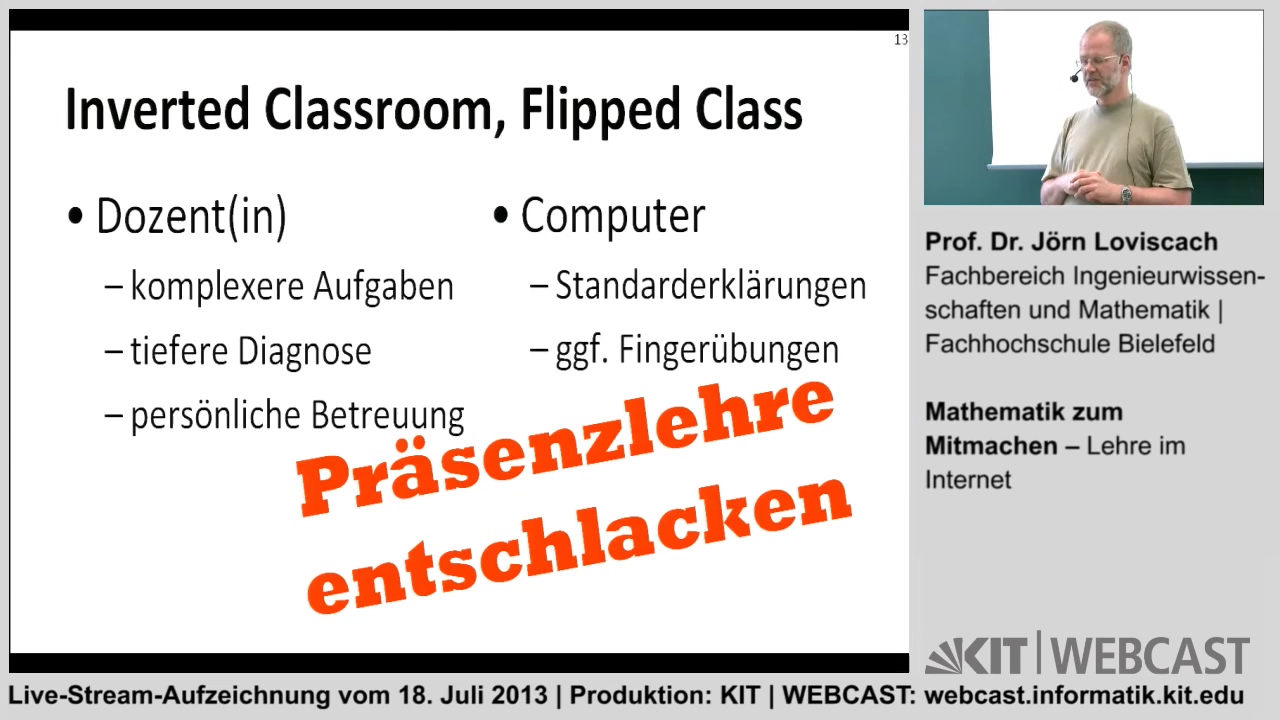 13
Inverted Classroom, Flipped Class
• Dozent(in)
– komplexere Aufgaben
– tiefere Diagnose
– persönliche Betreuung
• Computer
– Standarderklärungen
– ggf. Fingerübungen
Präsenzlehre
entschlacken
Prof. Dr. Jörn Loviscach
Fachbereich Ingenieurwissen-
schaften und Mathematik |
Fachhochschule Bielefeld
Mathematik zum
Mitmachen – Lehre im
Internet
KIT | WEBCAST
Live-Stream-Aufzeichnung vom 18. Juli 2013 | Produktion: KIT | WEBCAST: webcast.informatik.kit.edu